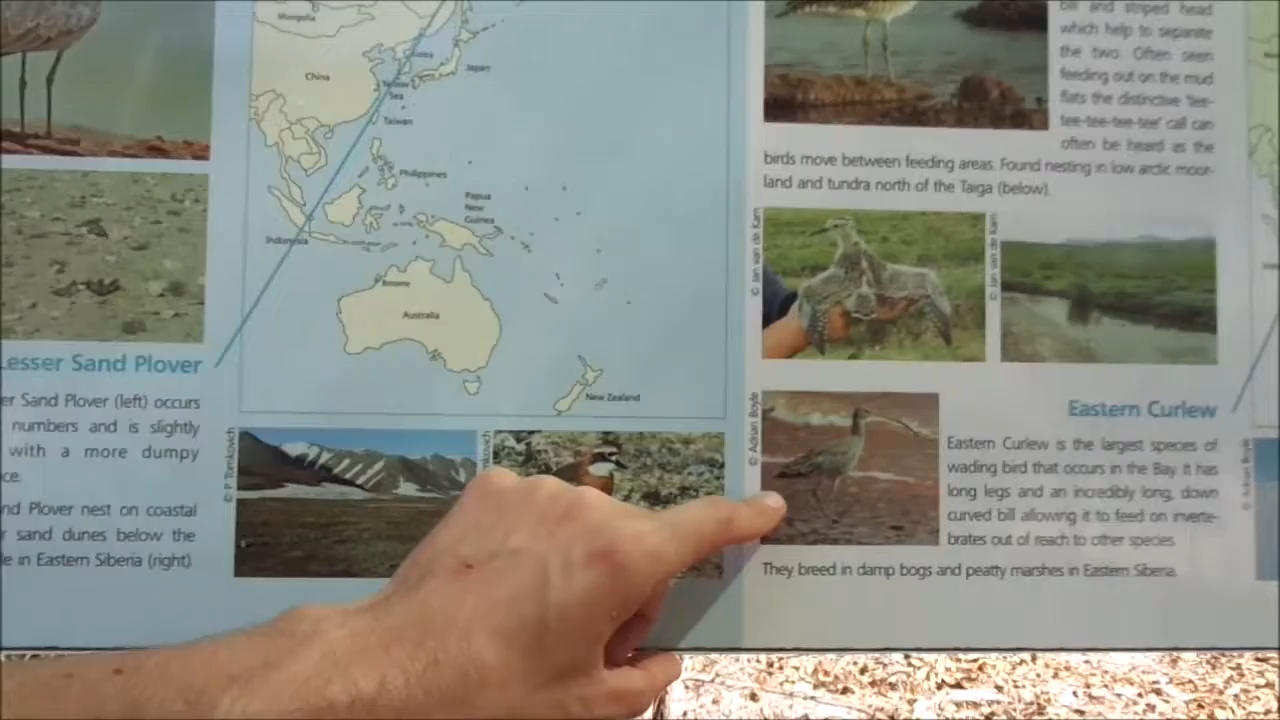 Lesser Sand Plover
er Sand Plover (left) occurs
numbers and is slightly
with a more dumpy
ce.
nd Plover nest on coastal
r sand dunes below the
le in Eastern Siberia (right).
Mongolia
China
Korea
Japan
Yellow
Sea
Taiwan
Philippines
Papua
New
Guinea
Indonesia
Broome
Australia
New Zealand
© P Tomkovich
bill and striped head
which help to separate
the two. Often seen
feeding out on the mud
flats the distinctive 'tee-
tee-tee-tee-tee' call can
often be heard as the
birds move between feeding areas. Found nesting in low arctic moor-
land and tundra north of the Taiga (below).
© Jan van de Kam
© Jan van de Kam
© Adrian Boyle
Eastern Curlew
Eastern Curlew is the largest species of
wading bird that occurs in the Bay. It has
long legs and an incredibly long, down
curved bill allowing it to feed on inverte-
brates out of reach to other species.
They breed in damp bogs and peatty marshes in Eastern Siberia.
© Adrian Boyle